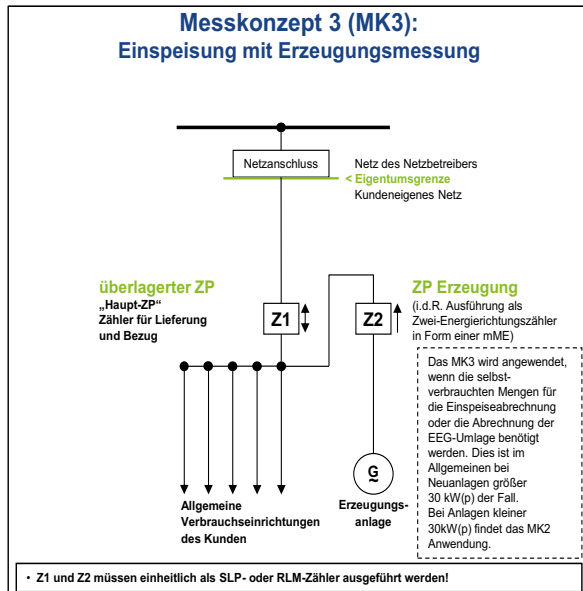 Messkonzept 3 (MK3):
Einspeisung mit Erzeugungsmessung
Netzanschluss
Netz des Netzbetreibers
< Eigentumsgrenze
Kundeneigenes Netz
überlagerter ZP
„Haupt-ZP“
Zähler für Lieferung
und Bezug
Z1
Z2
ZP Erzeugung
(i.d.R. Ausführung als
Zwei-Energierichtungszähler
in Form einer mME)
Das MK3 wird angewendet,
wenn die selbst-
verbrauchten Mengen für
die Einspeiseabrechnung
oder die Abrechnung der
EEG-Umlage benötigt
werden. Dies ist im
Allgemeinen bei
Neuanlagen größer
30 kW(p) der Fall.
Bei Anlagen kleiner
30kW(p) findet das MK2
Anwendung.
G
~
Allgemeine
Verbrauchseinrichtungen
des Kunden
Erzeugungs-
anlage
• Z1 und Z2 müssen einheitlich als SLP- oder RLM-Zähler ausgeführt werden!